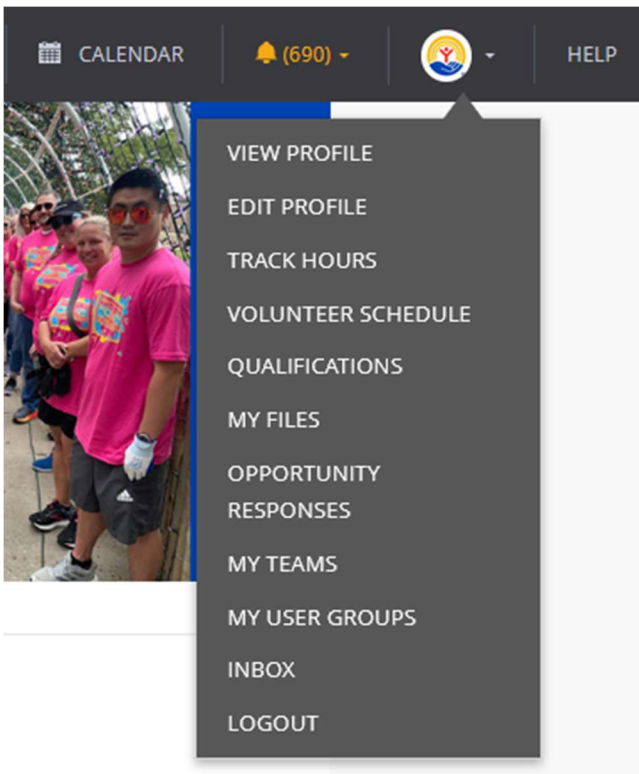 CALENDAR
(690)
HELP
VIEW PROFILE
EDIT PROFILE
TRACK HOURS
VOLUNTEER SCHEDULE
QUALIFICATIONS
MY FILES
OPPORTUNITY
RESPONSES
MY TEAMS
MY USER GROUPS
INBOX
LOGOUT